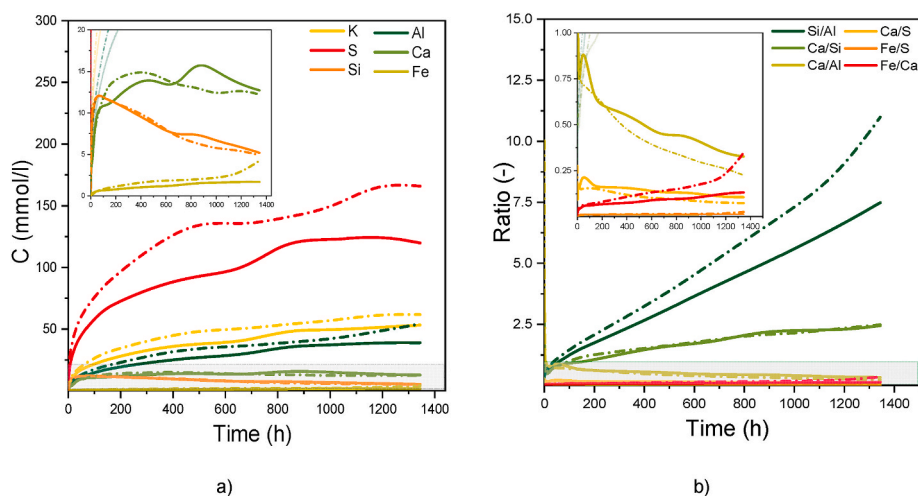 300
250
200
150
100
50
0
C (mmol/l)
0 200 400 600 800 1000 1200 1400
Time (h)
K Al
S Ca
Si Fe
20
15
10
5
0
0 200 400 600 800 1000 1200 1400
a)
15.0
12.5
10.0
7.5
5.0
2.5
0
Ratio (-)
0 200 400 600 800 1000 1200 1400
Time (h)
Si/Al Ca/S
Ca/Si Fe/S
Ca/Al Fe/Ca
1.00
0.75
0.50
0.25
0 200 400 600 800 1000 1200 1400
b)